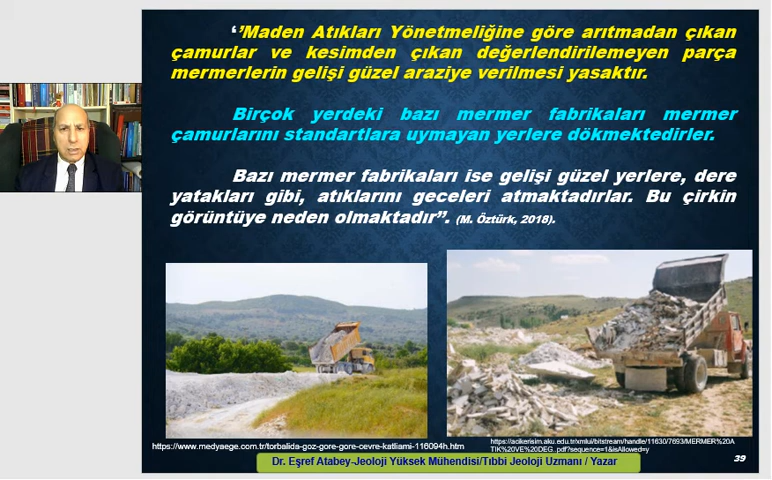 ‘’Maden Atıkları Yönetmeliğine göre arıtmadan çıkan
çamurlar ve kesimden çıkan değerlendirilemeyen parça
mermerlerin gelişi güzel araziye verilmesi yasaktır.
Birçok yerdeki bazı mermer fabrikaları mermer
çamurlarını standartlara uymayan yerlere dökmektedirler.
Bazı mermer fabrikaları ise gelişi güzel yerlere, dere
yatakları gibi, atıklarını geceleri atmaktadırlar. Bu çirkin
görüntüye neden olmaktadır”. (M. Öztürk, 2018).
https://www.medyaege.com.tr/torbalida-goz-gore-gore-cevre-katliami-116094h.htm
https://acikerisim.aku.edu.tr/xmlui/bitstream/handle/11630/7693/MERMER%20A
TIK%20VE%20DEG..pdf?sequence=1&isAllowed=y
Dr. Eşref Atabey-Jeoloji Yüksek Mühendisi/Tıbbi Jeoloji Uzmanı / Yazar
39